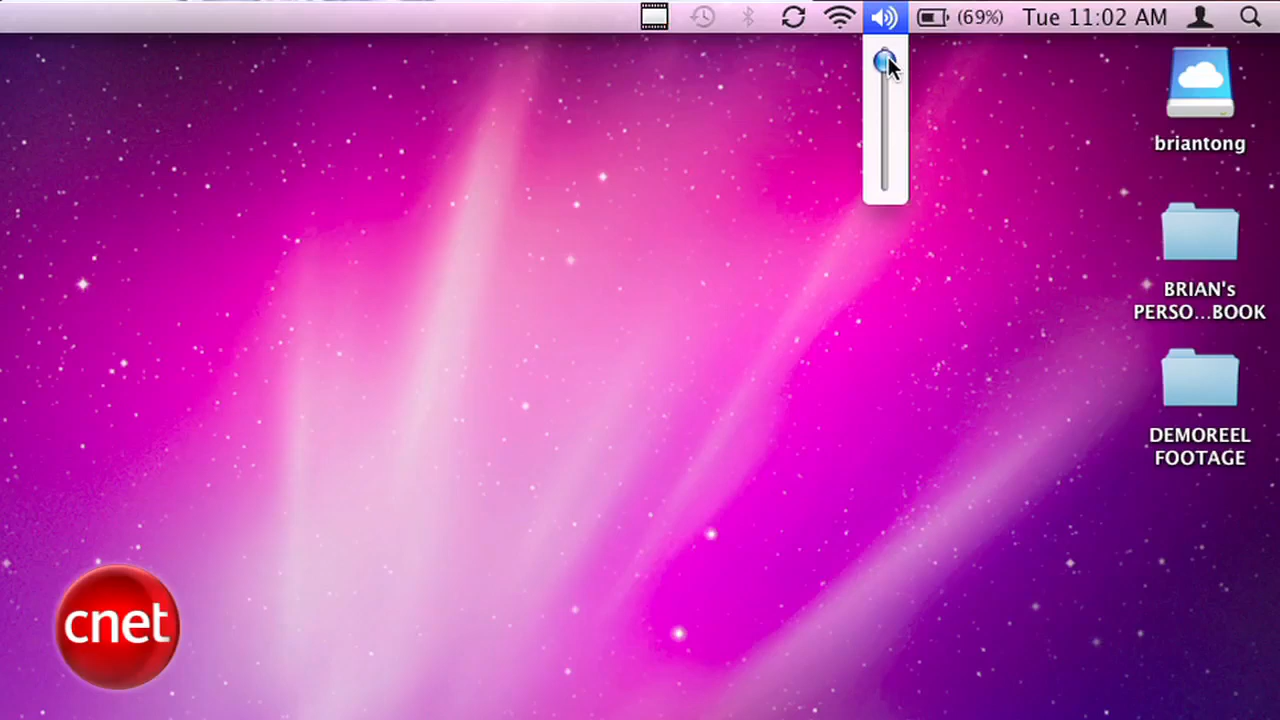 (69%) Tue 11:02 AM
briantong
BRIAN's
PERSO...BOOK
DEMOREEL
FOOTAGE
cnet